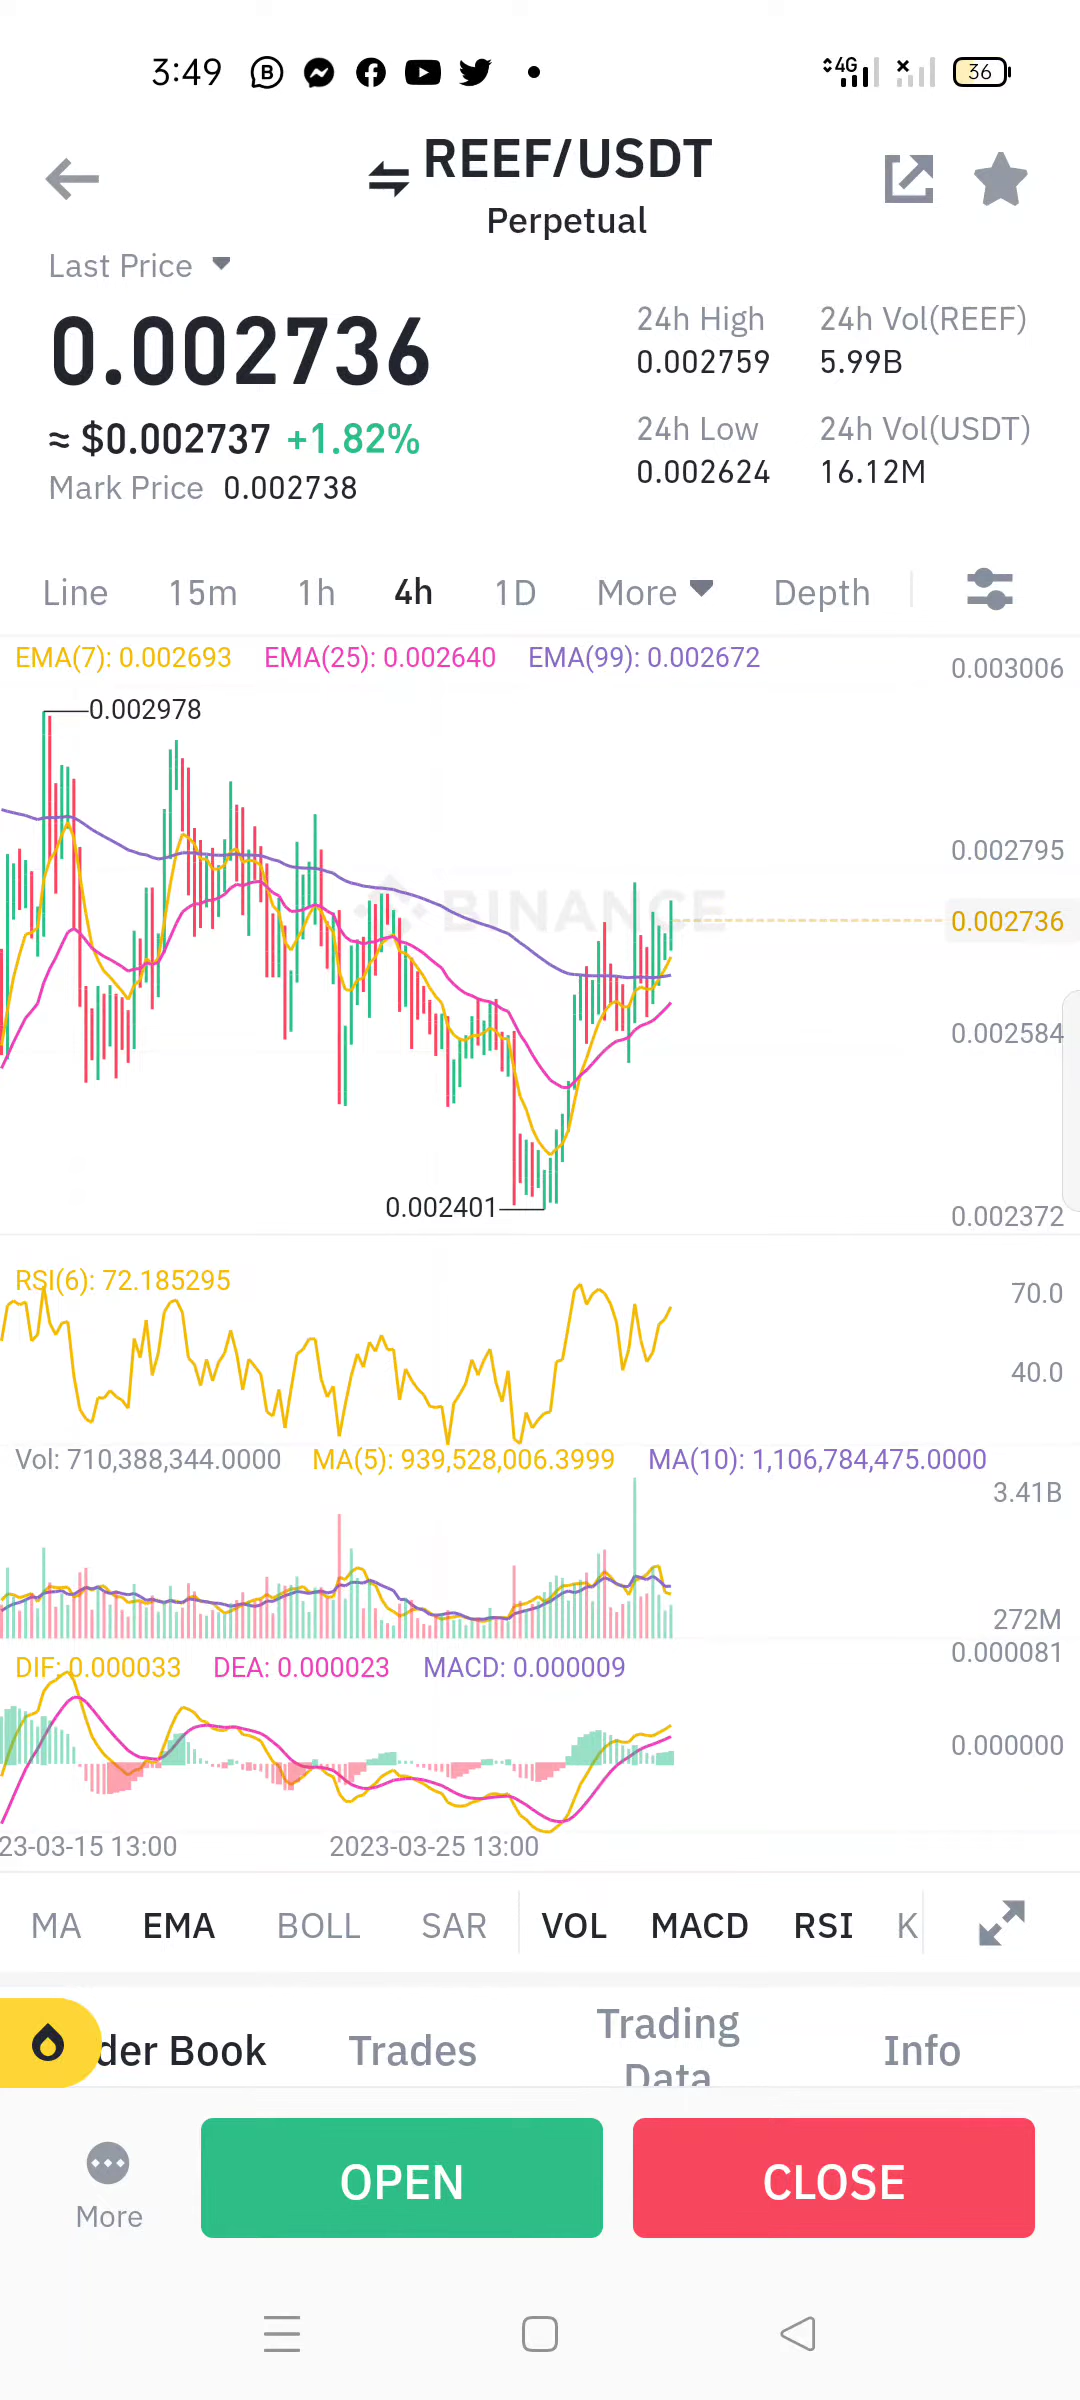 3:49
4G
36
REEF/USDT
Perpetual
Last Price
0.002736
≈ $0.002737 +1.82%
Mark Price 0.002738
24h High
0.002759
24h Vol(REEF)
5.99B
24h Low
0.002624
24h Vol(USDT)
16.12M
Line 15m 1h 4h 1D More Depth
EMA(7): 0.002693 EMA(25): 0.002640 EMA(99): 0.002672
0.003006
0.002978
0.002795
BINANCE
0.002736
0.002584
0.002401
0.002372
RSI(6): 72.185295
70.0
40.0
Vol: 710,388,344.0000 MA(5): 939,528,006.3999 MA(10): 1,106,784,475.0000
3.41B
272M
0.000081
DIF: 0.000033 DEA: 0.000023 MACD: 0.000009
0.000000
23-03-15 13:00 2023-03-25 13:00
MA EMA BOLL SAR VOL MACD RSI K
der Book Trades Trading Data Info
More OPEN CLOSE